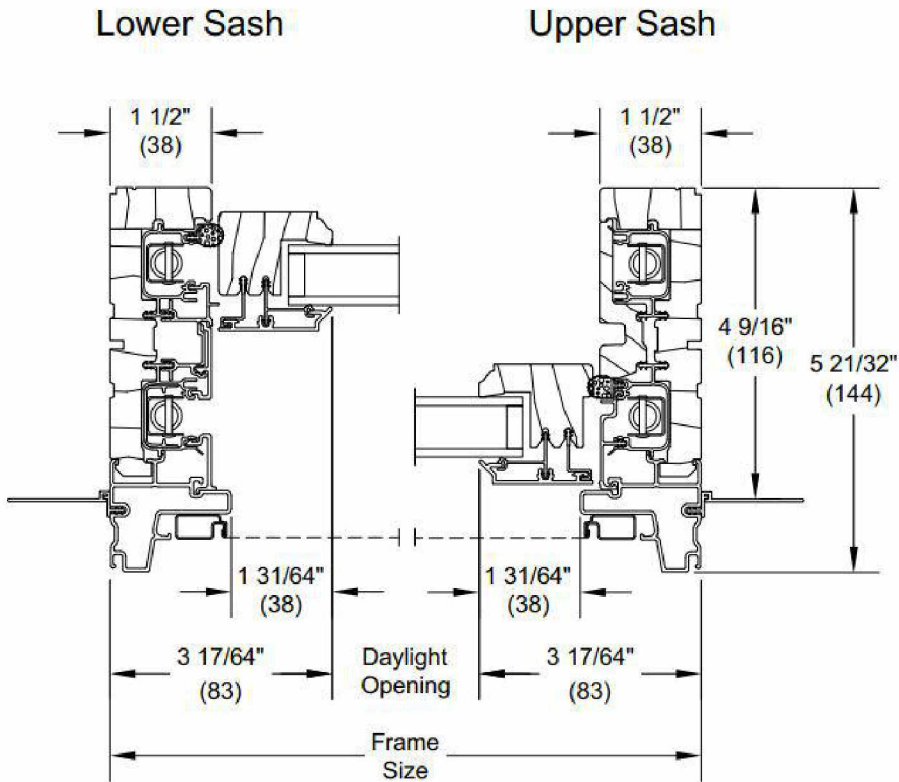 Lower Sash
Upper Sash
1 1/2"
(38)
1 1/2"
(38)
4 9/16"
(116)
5 21/32"
(144)
1 31/64"
(38)
1 31/64"
(38)
3 17/64"
(83)
Daylight
Opening
3 17/64"
(83)
Frame
Size